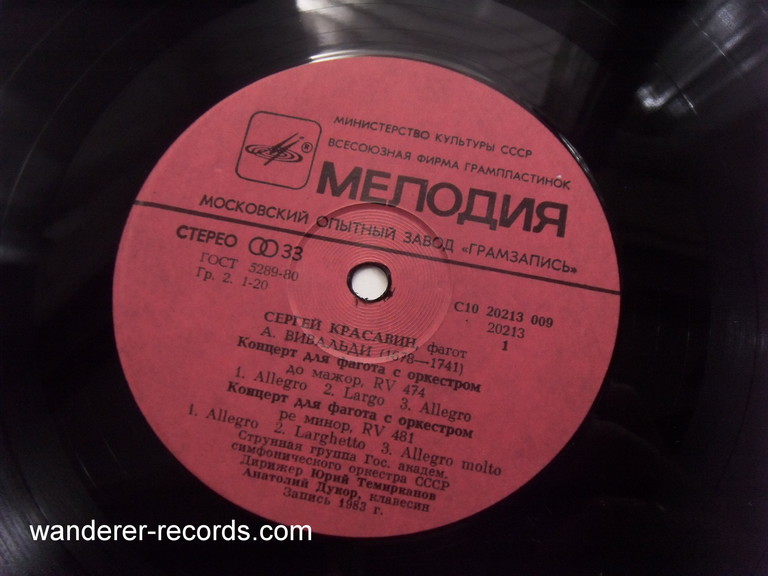 МИНИСТЕРСТВО КУЛЬТУРЫ СССР
ВСЕСОЮЗНАЯ ФИРМА ГРАМПЛАСТИНОК
®
МЕЛОДИЯ
МОСКОВСКИЙ ОПЫТНЫЙ ЗАВОД «ГРАМЗАПИСЬ»
СТЕРЕО 33
ГОСТ 5289-80
Гр. 2. 1-20
С10 20213 009
20213
1
СЕРГЕЙ КРАСАВИН, фагот
А. ВИВАЛЬДИ (1678—1741)
Концерт для фагота с оркестром
до мажор, RV 474
1. Allegro 2. Largo 3. Allegro
Концерт для фагота с оркестром
ре минор, RV 481
1. Allegro 2. Larghetto 3. Allegro molto
Струнная группа Гос. академ.
симфонического оркестра СССР
Дирижер Юрий Темирканов
Анатолий Дукор, клавесин
Запись 1983 г.
wanderer-records.com